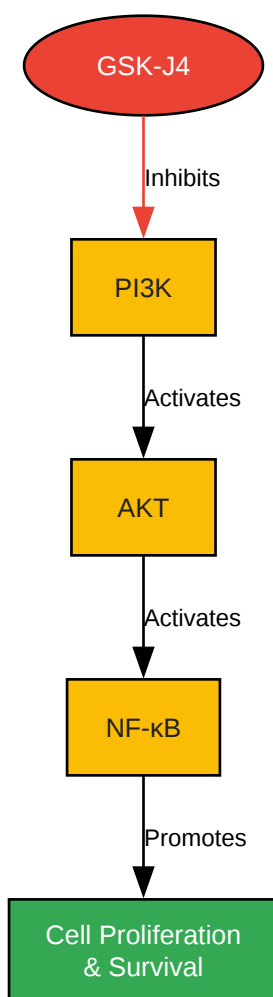 GSK-J4
Inhibits
PI3K
Activates
AKT
Activates
NF-κB
Promotes
Cell Proliferation
& Survival